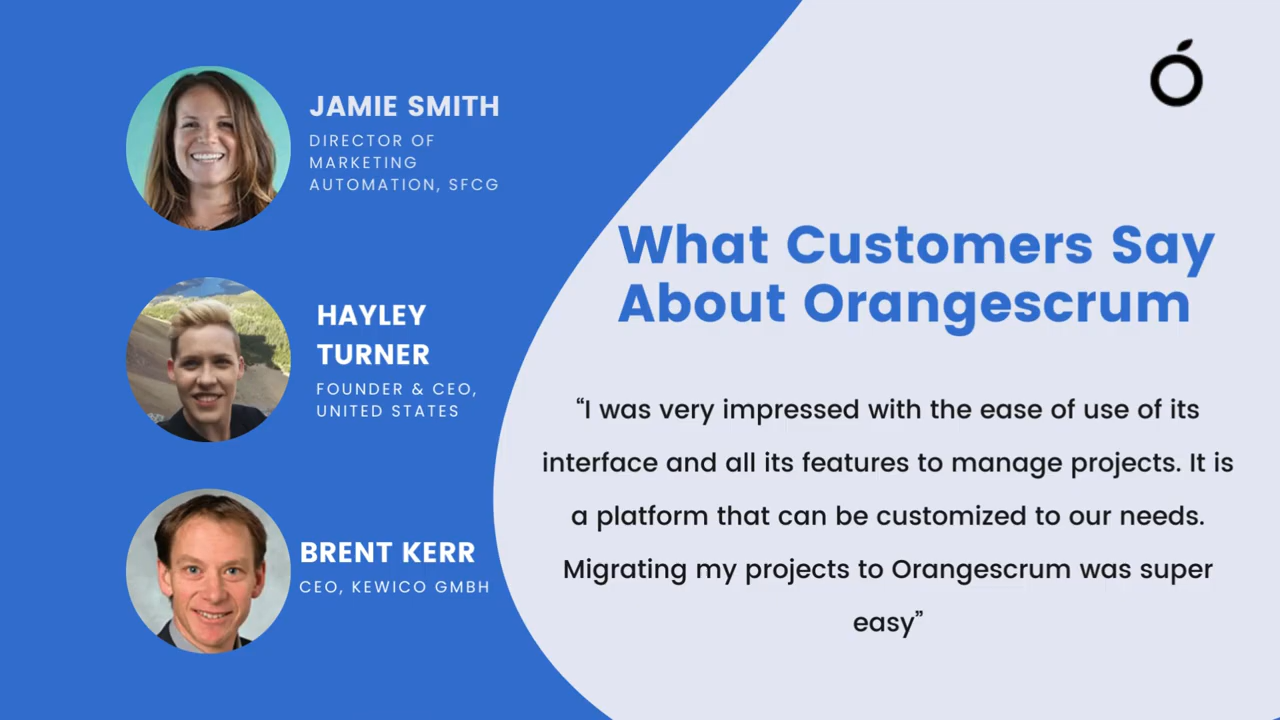 JAMIE SMITH
DIRECTOR OF
MARKETING
AUTOMATION, SFCG
HAYLEY
TURNER
FOUNDER & CEO,
UNITED STATES
BRENT KERR
CEO, KEWICO GMBH
What Customers Say
About Orangescrum
“I was very impressed with the ease of use of its
interface and all its features to manage projects. It is
a platform that can be customized to our needs.
Migrating my projects to Orangescrum was super
easy”